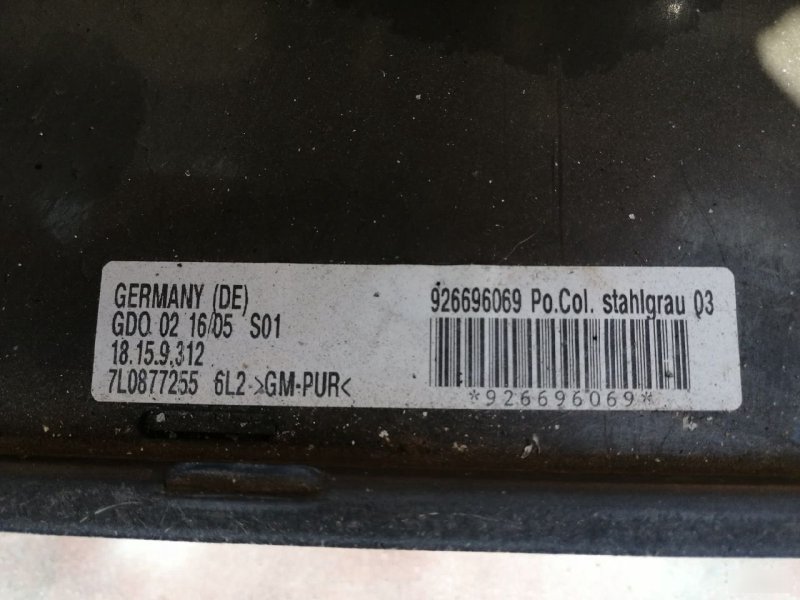 GERMANY (DE)
GDO 02 16/05 S01
18.15.9.312
7L0877255 6L2 >GM-PUR<
926696069 Po.Col. stahlgrau 03
*926696069*